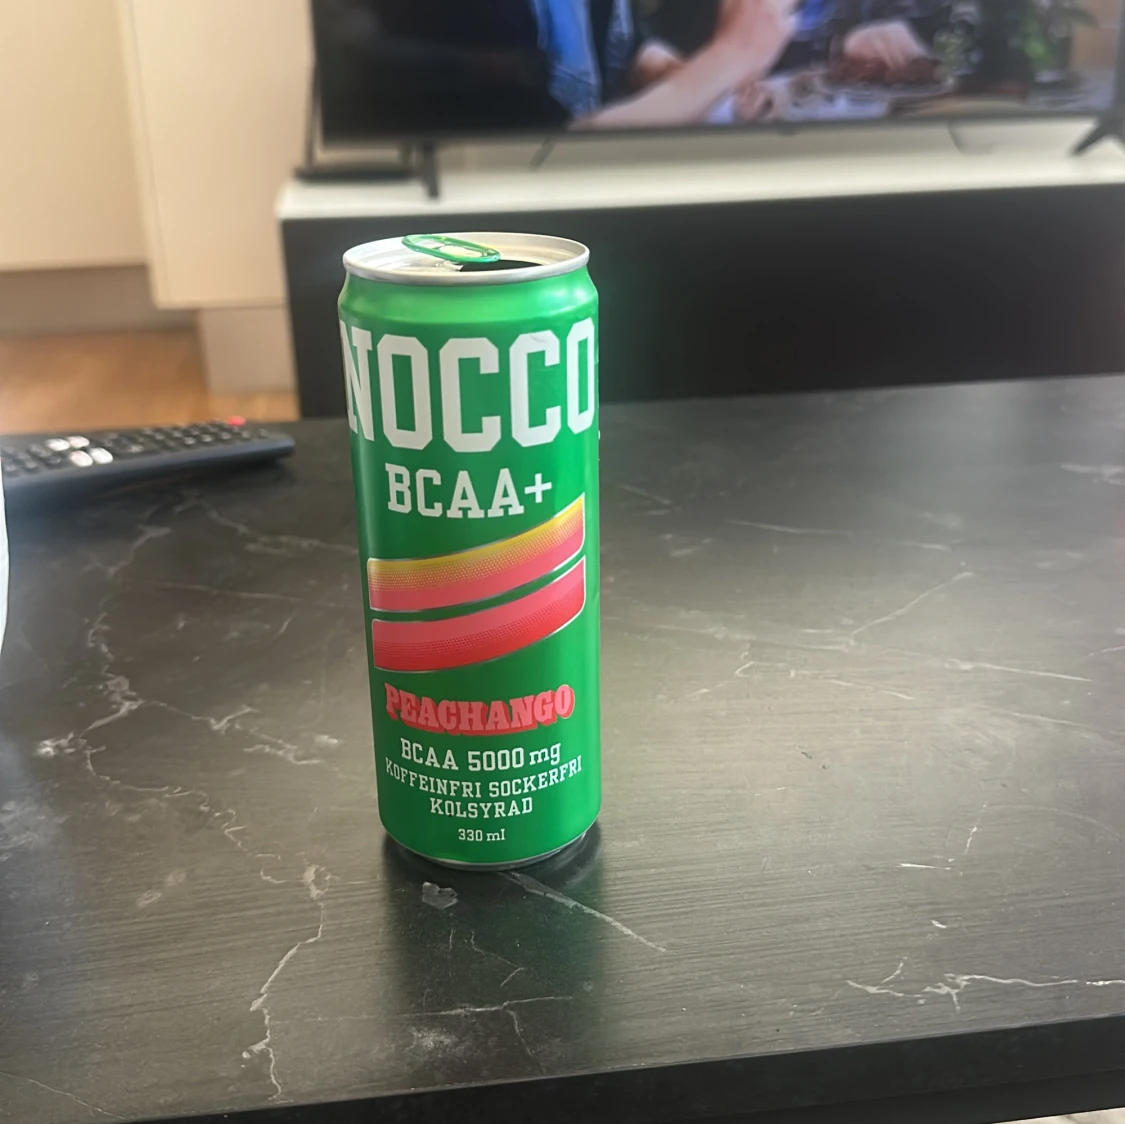 NOCCO
BCAA+
PEACHANGO
BCAA 5000 mg
KOFFEINFRI SOCKERFRI
KOLSYRAD
330 ml